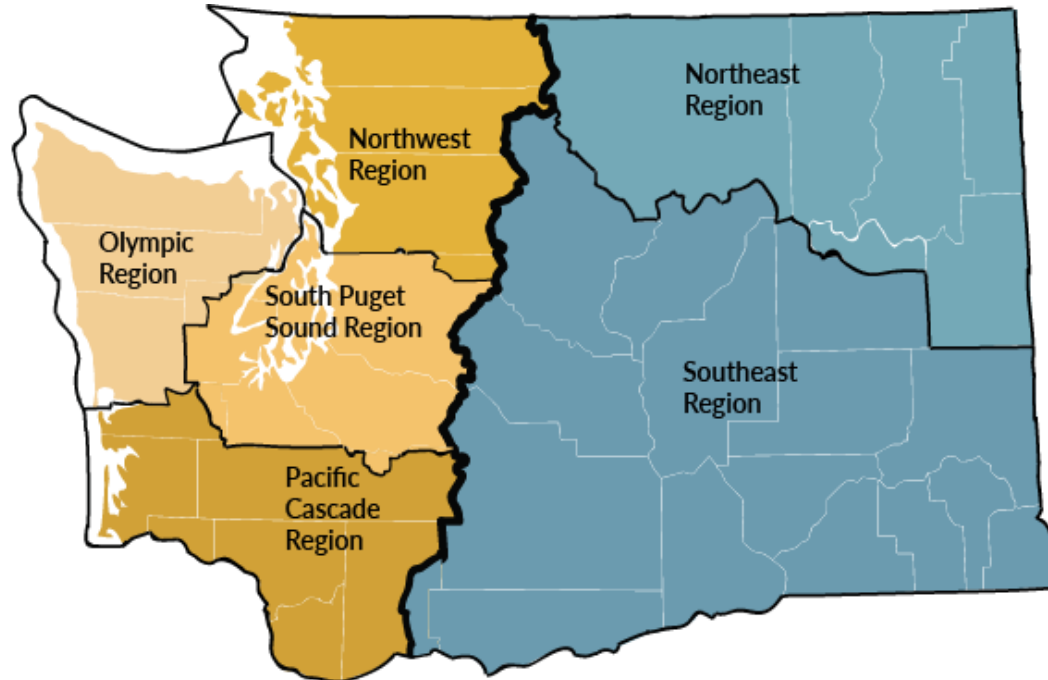 Northeast
Region
Northwest
Region
Olympic
Region
South Puget
Sound Region
Southeast
Region
Pacific
Cascade
Region